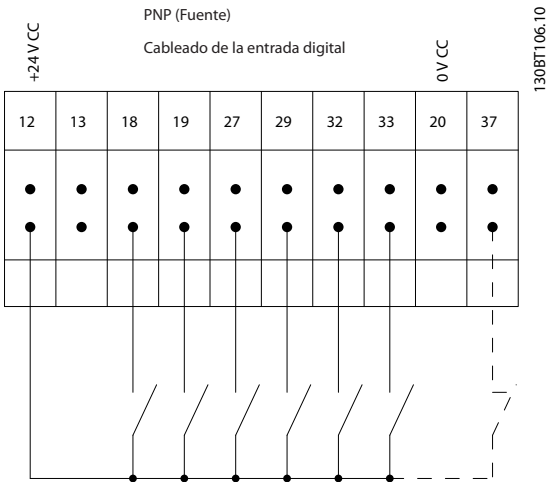 PNP (Fuente)
Cableado de la entrada digital
+24 V CC
0 V CC
130BT106.10
12 13 18 19 27 29 32 33 20 37